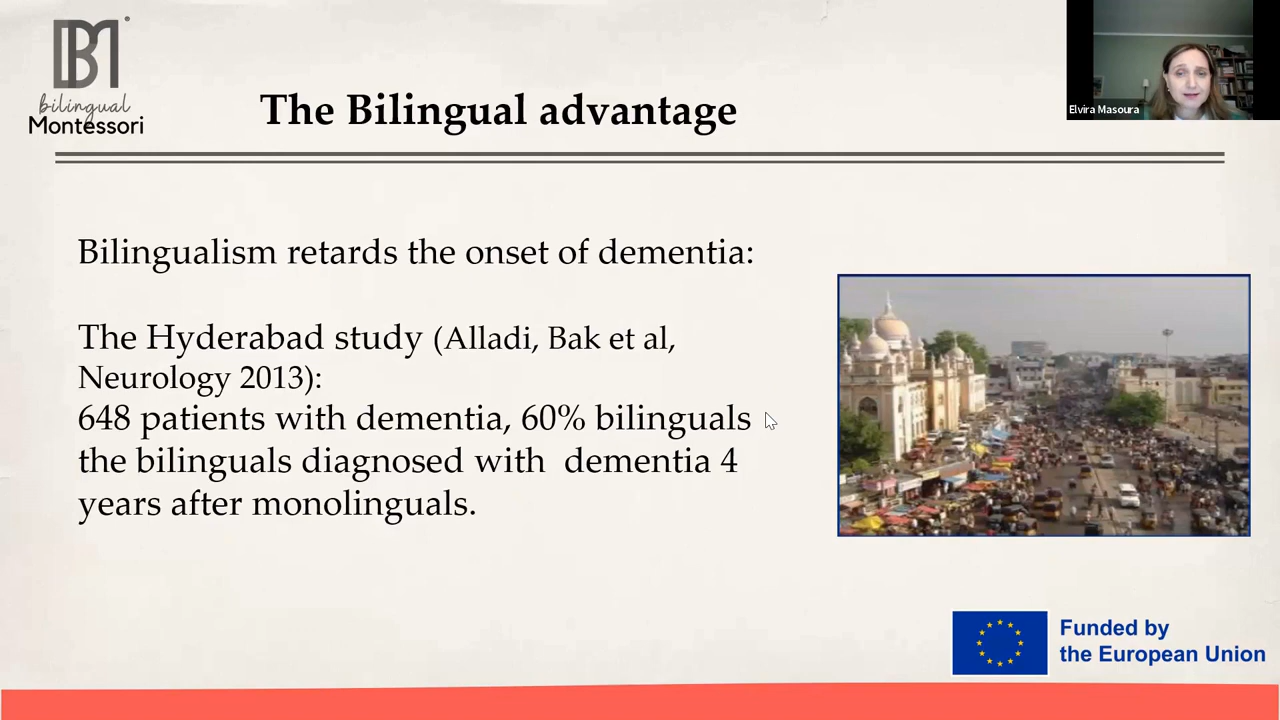 bilingual
Montessori
The Bilingual advantage
Elvira Masoura
Bilingualism retards the onset of dementia:
The Hyderabad study (Alladi, Bak et al,
Neurology 2013):
648 patients with dementia, 60% bilinguals
the bilinguals diagnosed with dementia 4
years after monolinguals.
Funded by
the European Union